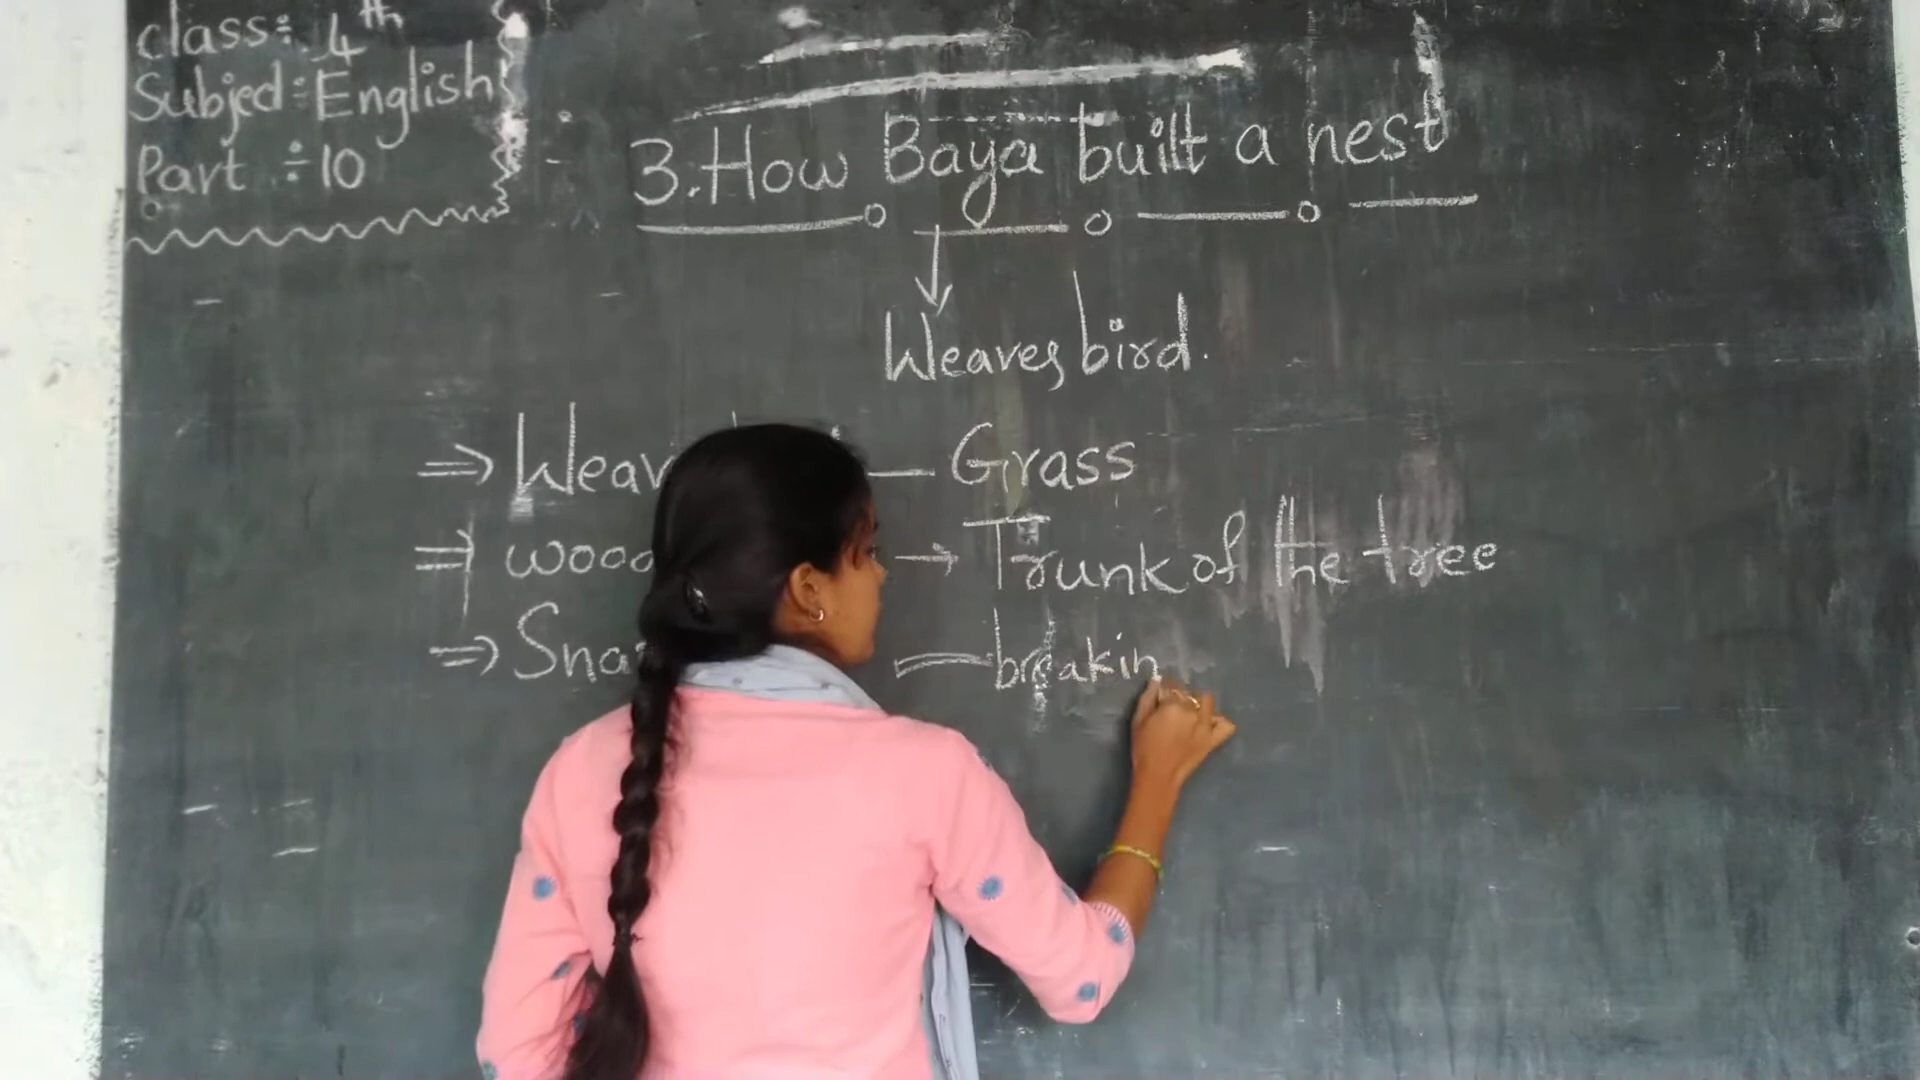 class:- 4th
Subject:- English
Part :- 10
3. How Baya built a nest
Weaves bird.
⇒ Weav — Grass
⇒ wood → Trunk of the tree
⇒ Sna — breakin